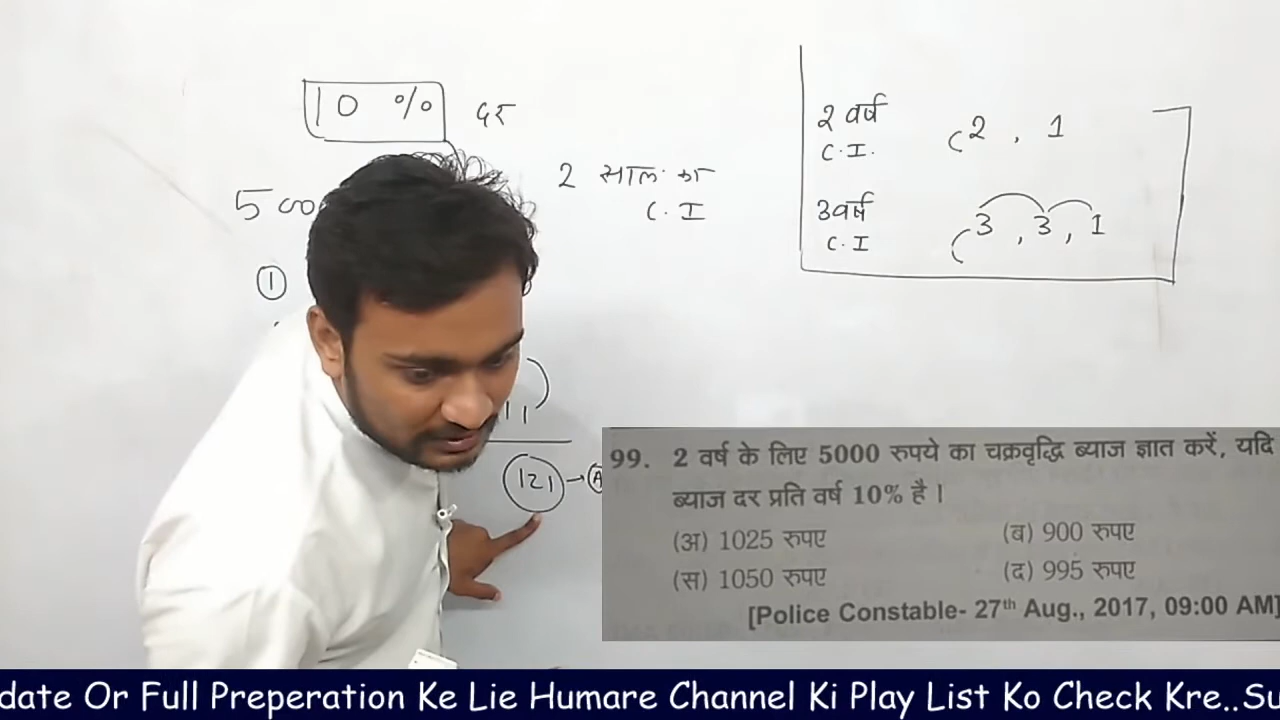 10 % दर
500
2 साल का
C.I
①
11)
121 → A
2 वर्ष
C.I.
(2, 1
3 वर्ष
C.I
(3, 3, 1
99. 2 वर्ष के लिए 5000 रुपये का चक्रवृद्धि ब्याज ज्ञात करें, यदि
ब्याज दर प्रति वर्ष 10% है।
(अ) 1025 रुपए (ब) 900 रुपए
(स) 1050 रुपए (द) 995 रुपए
[Police Constable- 27th Aug., 2017, 09:00 AM]
date Or Full Preperation Ke Lie Humare Channel Ki Play List Ko Check Kre..Su